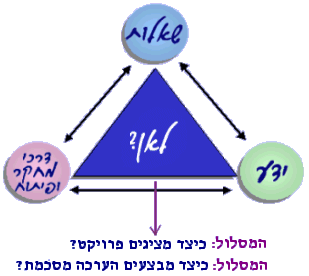 שאלות
לאן?
דרכי
מחקר
ופיתוח
ידע
המסלול: כיצד מציגים פרויקט?
המסלול: כיצד מבצעים הערכה מסכמת?